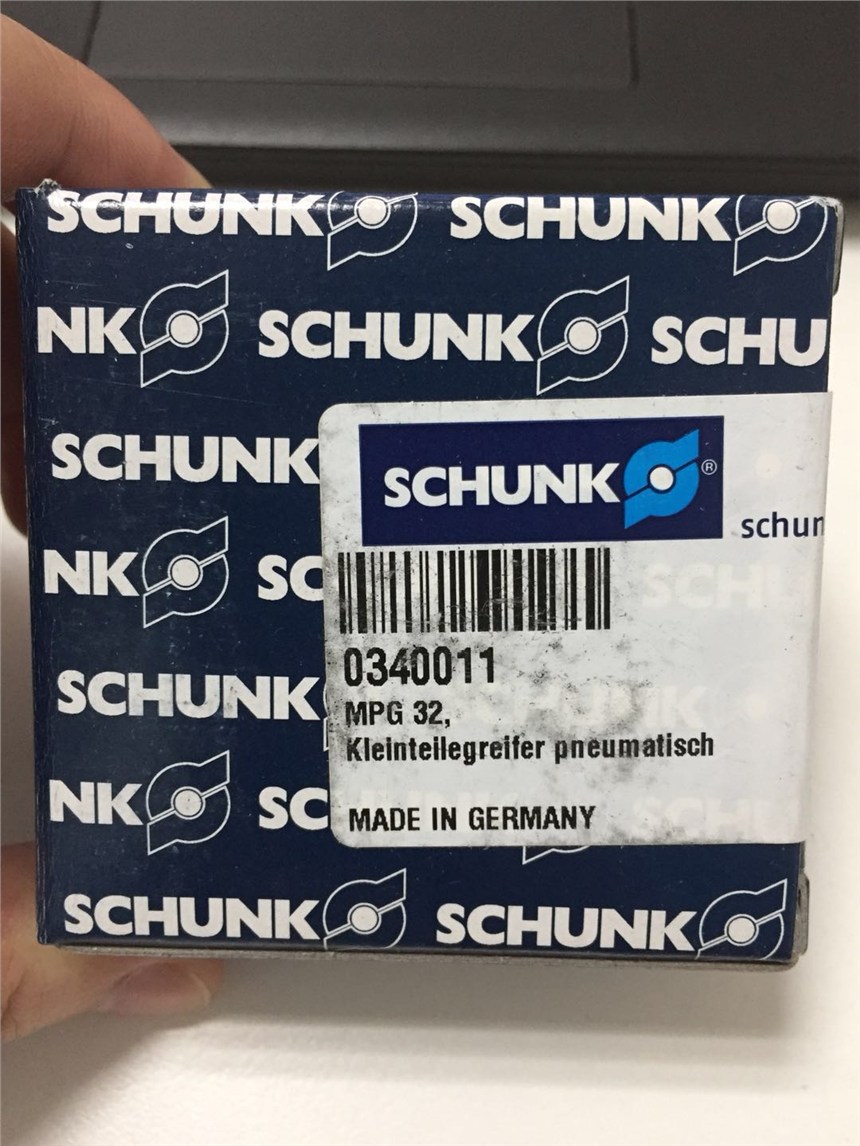 SCHUNK SCHUNK
NK SCHUNK SCHU
SCHUNK
SCHUNK®
schun
NK SC SCHU
0340011
SCHUNK
MPG 32,
Kleinteilegreifer pneumatisch
NK SC
MADE IN GERMANY
SCHUNK SCHUNK